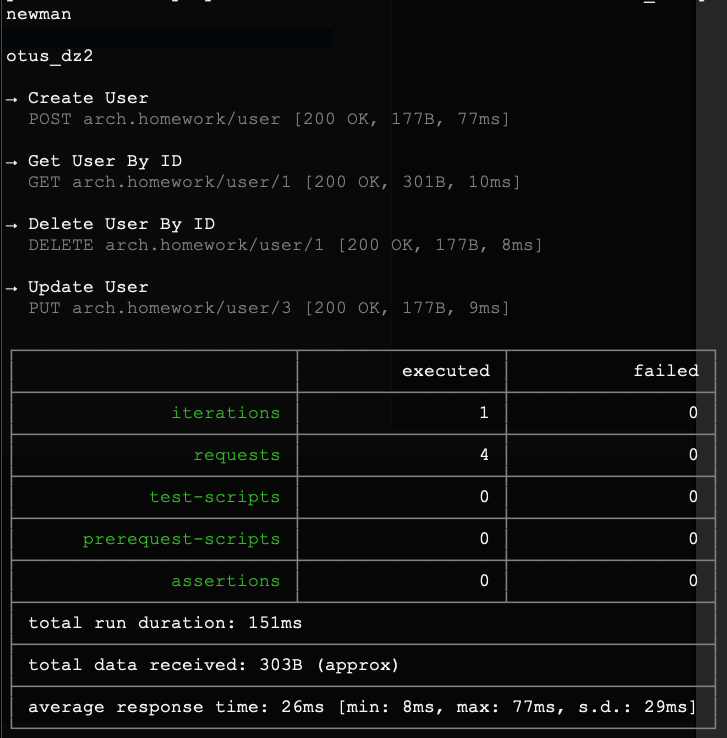 newman
otus_dz2
→ Create User
POST arch.homework/user [200 OK, 177B, 77ms]
→ Get User By ID
GET arch.homework/user/1 [200 OK, 301B, 10ms]
→ Delete User By ID
DELETE arch.homework/user/1 [200 OK, 177B, 8ms]
→ Update User
PUT arch.homework/user/3 [200 OK, 177B, 9ms]
executed failed
iterations 1 0
requests 4 0
test-scripts 0 0
prerequest-scripts 0 0
assertions 0 0
total run duration: 151ms
total data received: 303B (approx)
average response time: 26ms [min: 8ms, max: 77ms, s.d.: 29ms]